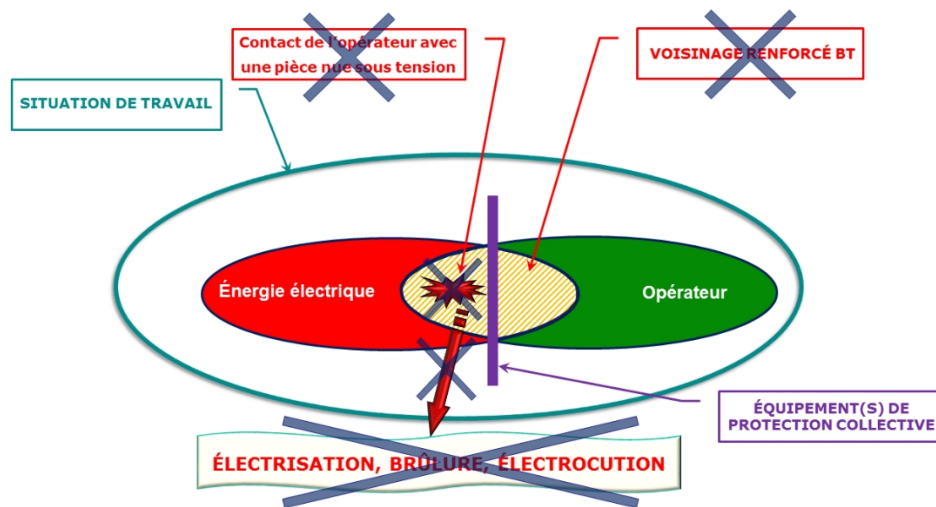 Contact de l'opérateur avec
une pièce nue sous tension
VOISINAGE RENFORCÉ BT
SITUATION DE TRAVAIL
Énergie électrique
Opérateur
ÉQUIPEMENT(S) DE
PROTECTION COLLECTIVE
ÉLECTRISATION, BRÛLURE, ÉLECTROCUTION